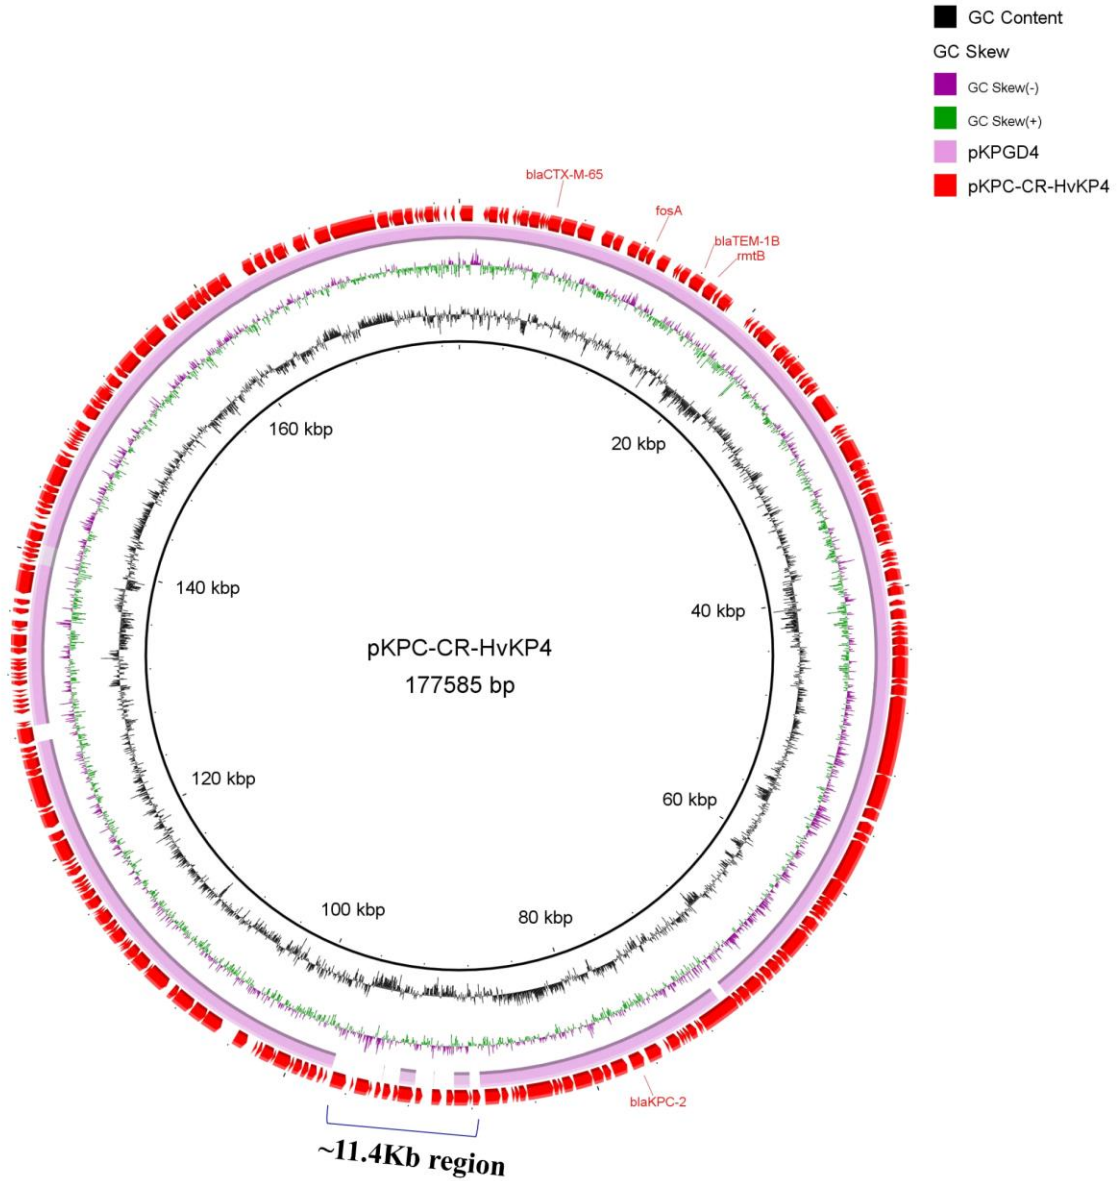 GC Content
GC Skew
GC Skew(-)
GC Skew(+)
pKPGD4
pKPC-CR-HvKP4
blaCTX-M-65
fosA
blaTEM-1B
rmtB
160 kbp
20 kbp
140 kbp
40 kbp
pKPC-CR-HvKP4
177585 bp
120 kbp
60 kbp
100 kbp
80 kbp
blaKPC-2
~11.4Kb region